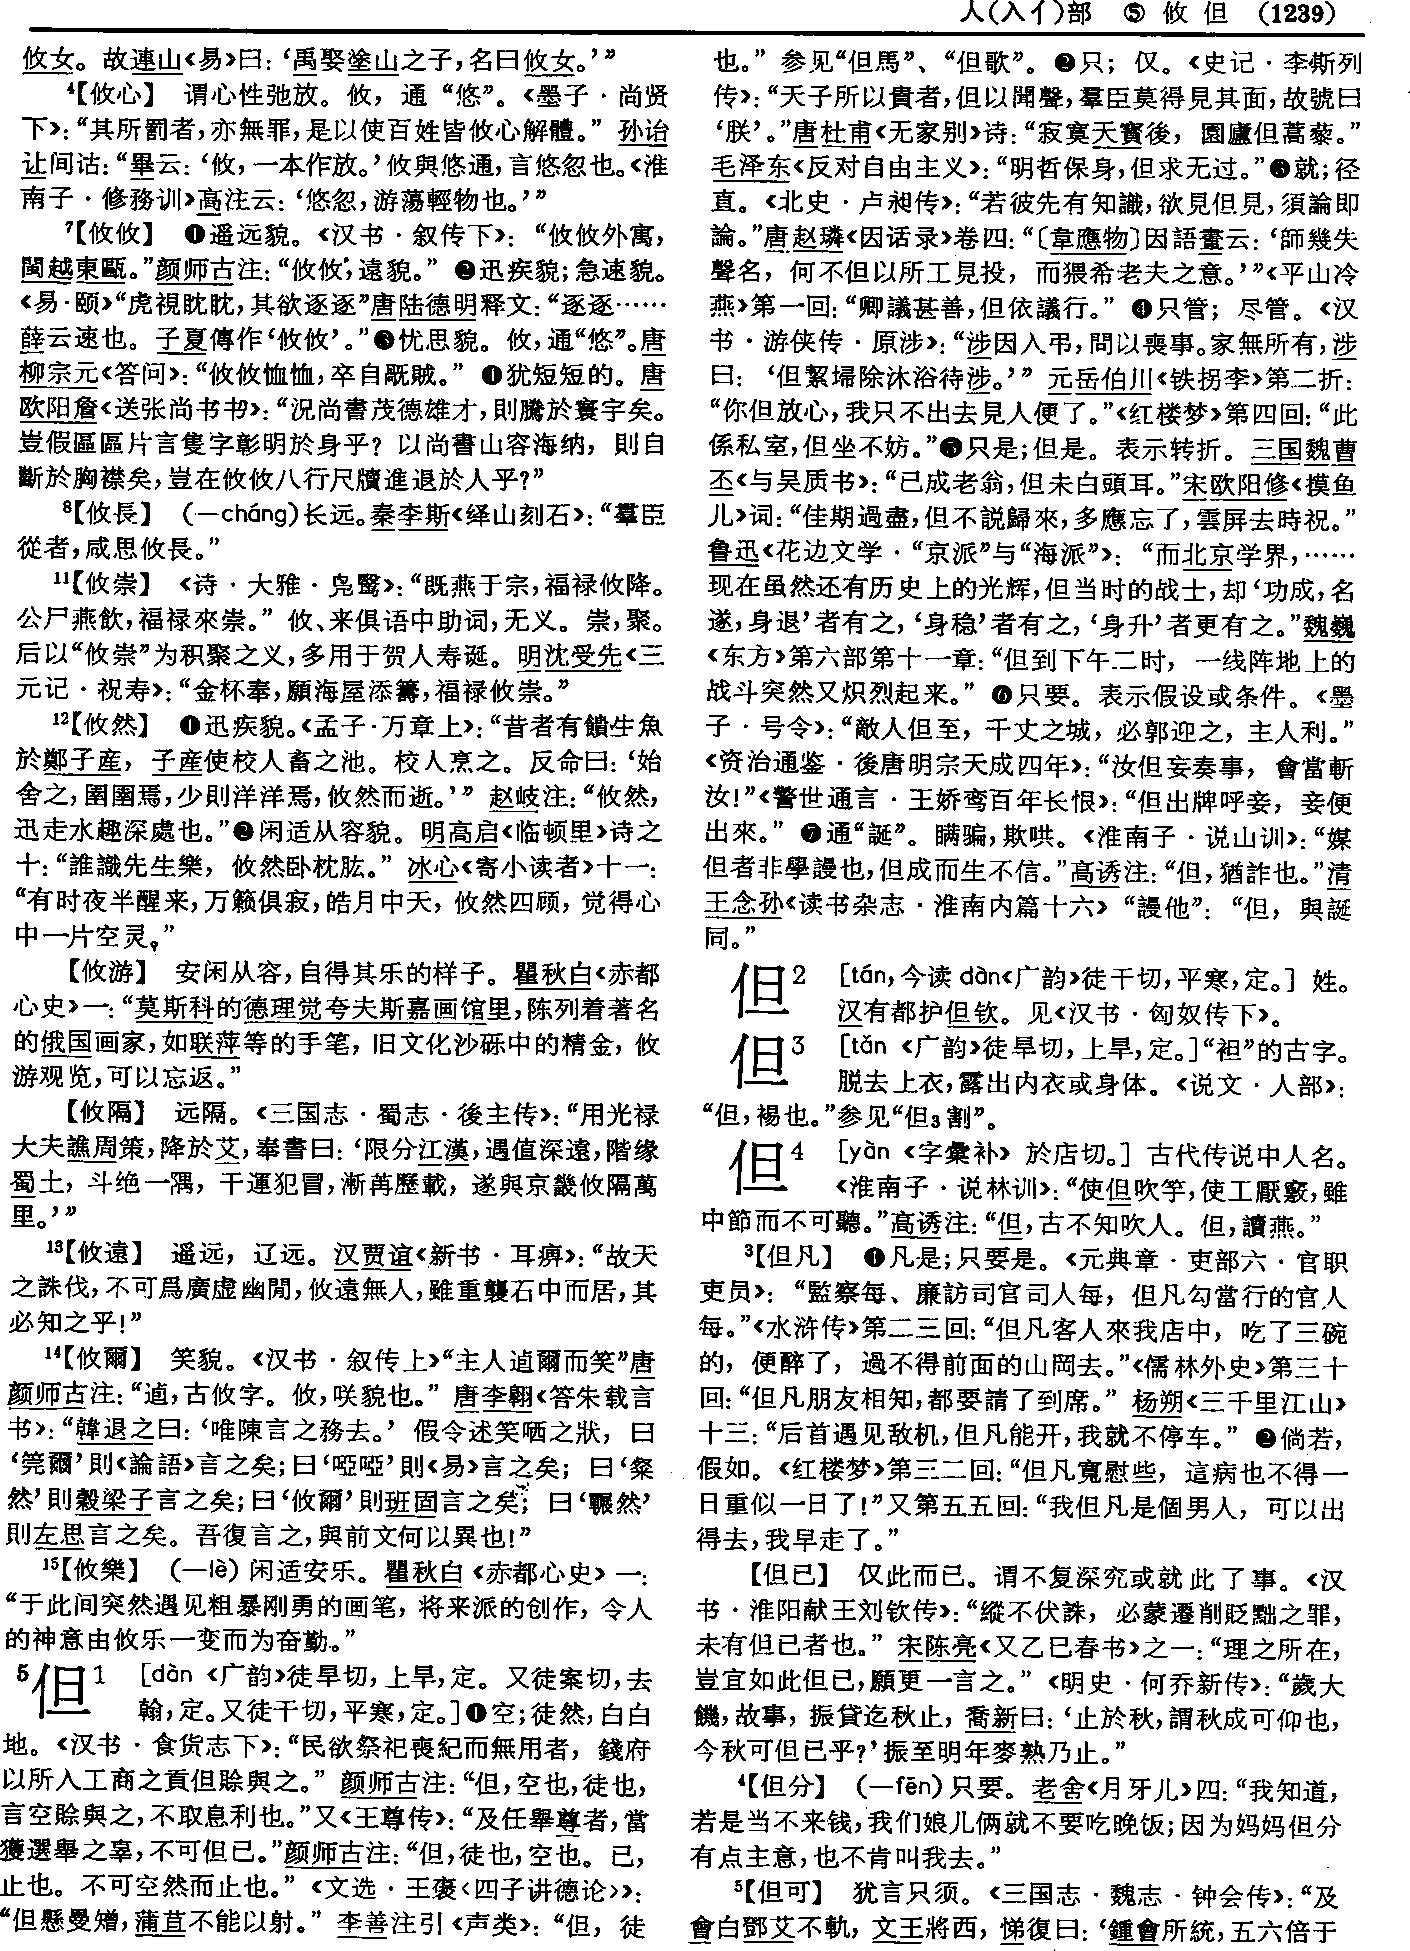 人(入亻)部 ⑤ 攸 但 (1239)
攸女。故連山《易》曰：‘禹娶塗山之子，名曰攸女。’”
⁴【攸心】 谓心性弛放。攸，通“悠”。《墨子·尚贤
下》：“其所罰者，亦無罪，是以使百姓皆攸心解體。”孙诒
让间诂：“畢云：‘攸，一本作放。’攸與悠通，言悠忽也。《淮
南子·修務训》高注云：‘悠忽，游蕩輕物也。’”
⁷【攸攸】 ❶遥远貌。《汉书·叙传下》：“攸攸外寓，
閩越東甌。”颜师古注：“攸攸，遠貌。”❷迅疾貌；急速貌。
《易·颐》“虎視眈眈，其欲逐逐”唐陆德明释文：“逐逐……
薛云速也。子夏傳作‘攸攸’。”❸忧思貌。攸，通“悠”。唐
柳宗元《答问》：“攸攸恤恤，卒自厩賊。”❹犹短短的。唐
欧阳詹《送张尚书书》：“況尚書茂德雄才，則騰於寰宇矣。
豈假區區片言隻字彰明於身乎？以尚書山容海纳，則自
斷於胸襟矣，豈在攸攸八行尺牘進退於人乎？”
⁸【攸長】 (—cháng)长远。秦李斯《绎山刻石》：“羣臣
從者，咸思攸長。”
¹¹【攸崇】 《诗·大雅·凫鹥》：“既燕于宗，福禄攸降。
公尸燕飲，福禄來崇。”攸、来俱语中助词，无义。崇，聚。
后以“攸崇”为积聚之义，多用于贺人寿诞。明沈受先《三
元记·祝寿》：“金杯奉，願海屋添籌，福禄攸崇。”
¹²【攸然】 ❶迅疾貌。《孟子·万章上》：“昔者有饋生魚
於鄭子産，子産使校人畜之池。校人烹之。反命曰：‘始
舍之，圉圉焉，少則洋洋焉，攸然而逝。’”赵岐注：“攸然，
迅走水趣深處也。”❷闲适从容貌。明高启《临顿里》诗之
十：“誰識先生樂，攸然卧枕肱。”冰心《寄小读者》十一：
“有时夜半醒来，万籁俱寂，皓月中天，攸然四顾，觉得心
中一片空灵。”
【攸游】 安闲从容，自得其乐的样子。瞿秋白《赤都
心史》一：“莫斯科的德理觉夸夫斯嘉画馆里，陈列着著名
的俄国画家，如联萍等的手笔，旧文化沙砾中的精金，攸
游观览，可以忘返。”
【攸隔】 远隔。《三国志·蜀志·後主传》：“用光禄
大夫譙周策，降於艾，奉書曰：‘限分江漢，遇值深遠，階缘
蜀土，斗绝一隅，干運犯冒，漸苒歷載，遂與京畿攸隔萬
里。’”
¹³【攸遠】 遥远，辽远。汉贾谊《新书·耳痹》：“故天
之誅伐，不可爲廣虚幽閒，攸遠無人，雖重襲石中而居，其
必知之乎！”
¹⁴【攸爾】 笑貌。《汉书·叙传上》“主人逌爾而笑”唐
颜师古注：“逌，古攸字。攸，咲貌也。”唐李翱《答朱载言
书》：“韓退之曰：‘唯陳言之務去。’假令述笑哂之狀，曰
‘莞爾’則《論語》言之矣；曰‘啞啞’則《易》言之矣；曰‘粲
然’則穀梁子言之矣；曰‘攸爾’則班固言之矣；曰‘囅然’
則左思言之矣。吾復言之，與前文何以異也！”
¹⁵【攸樂】 (—lè)闲适安乐。瞿秋白《赤都心史》一：
“于此间突然遇见粗暴刚勇的画笔，将来派的创作，令人
的神意由攸乐一变而为奋勤。”
⁵但¹ [dàn 《广韵》徒旱切，上旱，定。又徒案切，去
翰，定。又徒干切，平寒，定。]❶空；徒然，白白
地。《汉书·食货志下》：“民欲祭祀喪紀而無用者，錢府
以所入工商之貢但賒與之。”颜师古注：“但，空也，徒也，
言空賒與之，不取息利也。”又《王尊传》：“及任舉尊者，當
獲選舉之辜，不可但已。”颜师古注：“但，徒也，空也。已，
止也。不可空然而止也。”《文选·王褒〈四子讲德论〉》：
“但懸曼矰，蒲苴不能以射。”李善注引《声类》：“但，徒
也。”参见“但馬”、“但歌”。❷只；仅。《史记·李斯列
传》：“天子所以貴者，但以聞聲，羣臣莫得見其面，故號曰
‘朕’。”唐杜甫《无家别》诗：“寂寞天寶後，園廬但蒿藜。”
毛泽东《反对自由主义》：“明哲保身，但求无过。”❸就；径
直。《北史·卢昶传》：“若彼先有知識，欲見但見，須論即
論。”唐赵璘《因话录》卷四：“〔韋應物〕因語畫云：‘師幾失
聲名，何不但以所工見投，而猥希老夫之意。’”《平山冷
燕》第一回：“卿議甚善，但依議行。”❹只管；尽管。《汉
书·游侠传·原涉》：“涉因入弔，問以喪事。家無所有，涉
曰：‘但絜埽除沐浴待涉。’”元岳伯川《铁拐李》第二折：
“你但放心，我只不出去見人便了。”《红楼梦》第四回：“此
係私室，但坐不妨。”❺只是；但是。表示转折。三国魏曹
丕《与吴质书》：“已成老翁，但未白頭耳。”宋欧阳修《摸鱼
儿》词：“佳期過盡，但不説歸來，多應忘了，雲屏去時祝。”
鲁迅《花边文学·“京派”与“海派”》：“而北京学界，……
现在虽然还有历史上的光辉，但当时的战士，却‘功成，名
遂，身退’者有之，‘身稳’者有之，‘身升’者更有之。”魏巍
《东方》第六部第十一章：“但到下午二时，一线阵地上的
战斗突然又炽烈起来。”❻只要。表示假设或条件。《墨
子·号令》：“敵人但至，千丈之城，必郭迎之，主人利。”
《资治通鉴·後唐明宗天成四年》：“汝但妄奏事，會當斬
汝！”《警世通言·王娇鸾百年长恨》：“但出牌呼妾，妾便
出來。”❼通“誕”。瞒骗，欺哄。《淮南子·说山训》：“媒
但者非學謾也，但成而生不信。”高诱注：“但，猶詐也。”清
王念孙《读书杂志·淮南内篇十六》“謾他”：“但，與誕
同。”
但² [tán，今读 dàn《广韵》徒干切，平寒，定。]姓。
汉有都护但钦。见《汉书·匈奴传下》。
但³ [tǎn 《广韵》徒旱切，上旱，定。]“袒”的古字。
脱去上衣，露出内衣或身体。《说文·人部》：
“但，裼也。”参见“但₃割”。
但⁴ [yàn 《字彙补》於店切。]古代传说中人名。
《淮南子·说林训》：“使但吹竽，使工厭竅，雖
中節而不可聽。”高诱注：“但，古不知吹人。但，讀燕。”
³【但凡】 ❶凡是；只要是。《元典章·吏部六·官职
吏员》：“監察每、廉訪司官司人每，但凡勾當行的官人
每。”《水浒传》第二三回：“但凡客人來我店中，吃了三碗
的，便醉了，過不得前面的山岡去。”《儒林外史》第三十
回：“但凡朋友相知，都要請了到席。”杨朔《三千里江山》
十三：“后首遇见敌机，但凡能开，我就不停车。”❷倘若，
假如。《红楼梦》第三二回：“但凡寬慰些，這病也不得一
日重似一日了！”又第五五回：“我但凡是個男人，可以出
得去，我早走了。”
【但已】 仅此而已。谓不复深究或就此了事。《汉
书·淮阳献王刘钦传》：“縱不伏誅，必蒙遷削貶黜之罪，
未有但已者也。”宋陈亮《又乙巳春书》之一：“理之所在，
豈宜如此但已，願更一言之。”《明史·何乔新传》：“歲大
饑，故事，振貸迄秋止，喬新曰：‘止於秋，謂秋成可仰也，
今秋可但已乎？’振至明年麥熟乃止。”
⁴【但分】 (—fēn)只要。老舍《月牙儿》四：“我知道，
若是当不来钱，我们娘儿俩就不要吃晚饭；因为妈妈但分
有点主意，也不肯叫我去。”
⁵【但可】 犹言只须。《三国志·魏志·钟会传》：“及
會白鄧艾不軌，文王將西，悌復曰：‘鍾會所統，五六倍于